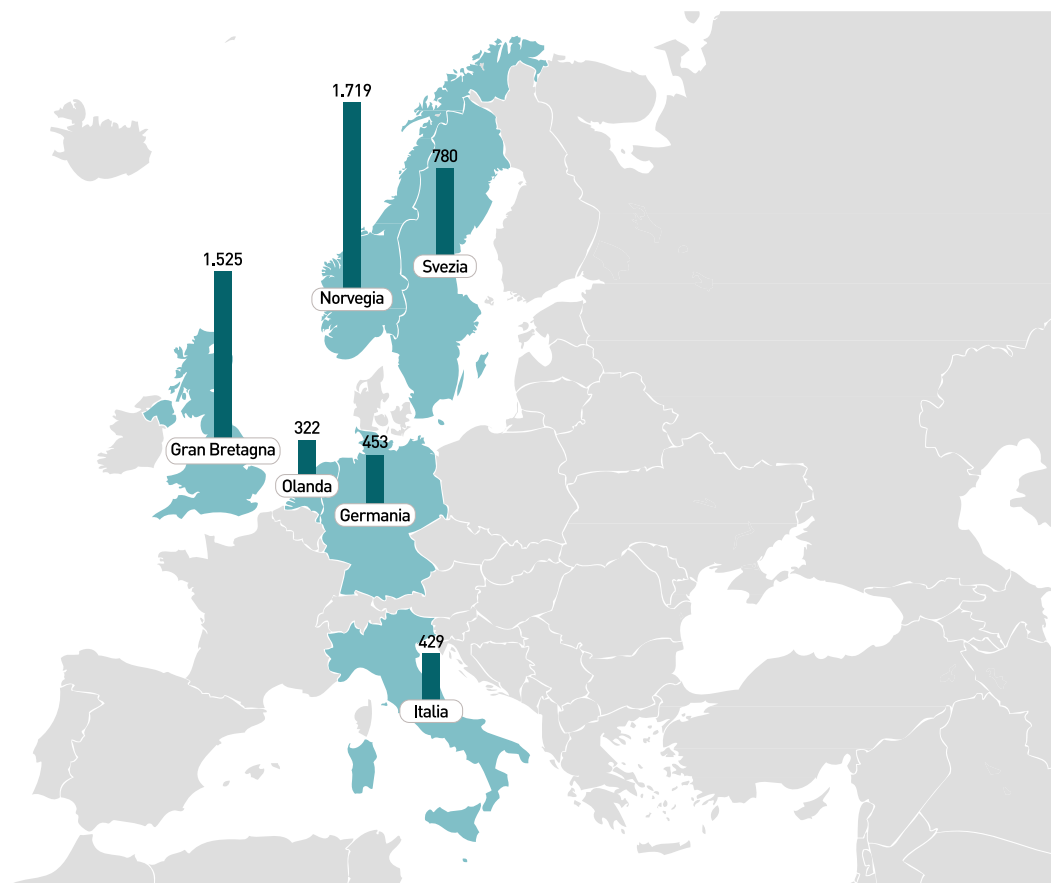 1.719
Norvegia
780
Svezia
1.525
Gran Bretagna
322
Olanda
453
Germania
429
Italia